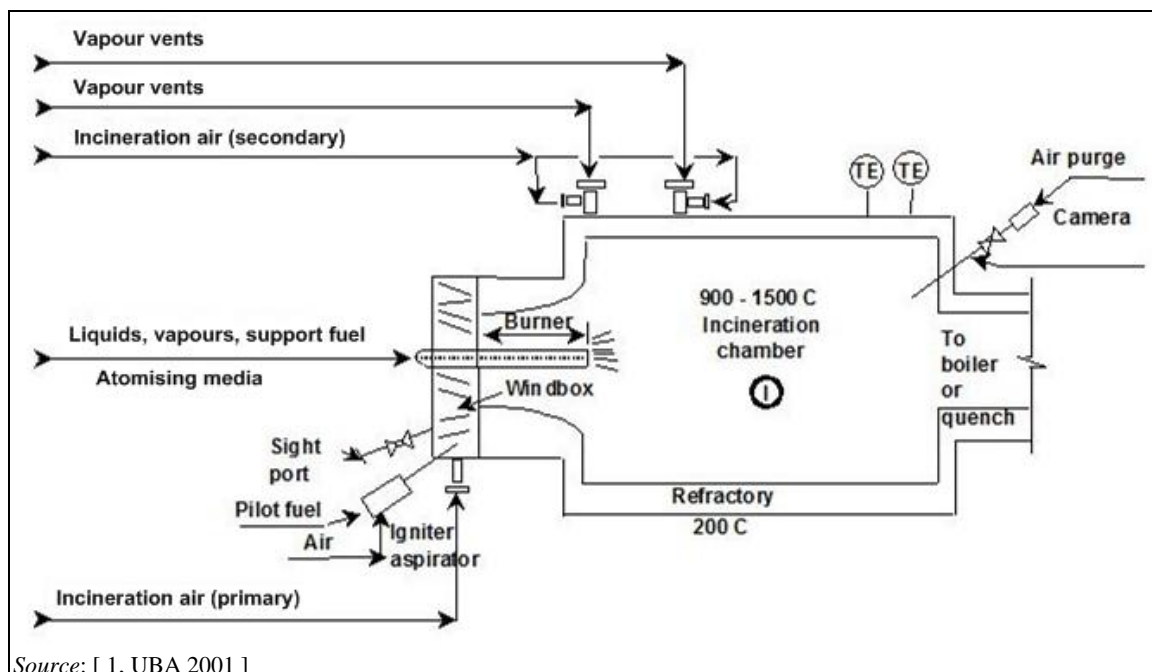 Vapour vents
Vapour vents
Incineration air (secondary)
TE
TE
Air purge
Camera
900 - 1500 C
Incineration
chamber
I
Burner
To
boiler
or
quench
Liquids, vapours, support fuel
Atomising media
Windbox
Sight
port
Pilot fuel
Air
Igniter
aspirator
Refractory
200 C
Incineration air (primary)
Source: [ 1, UBA 2001 ]